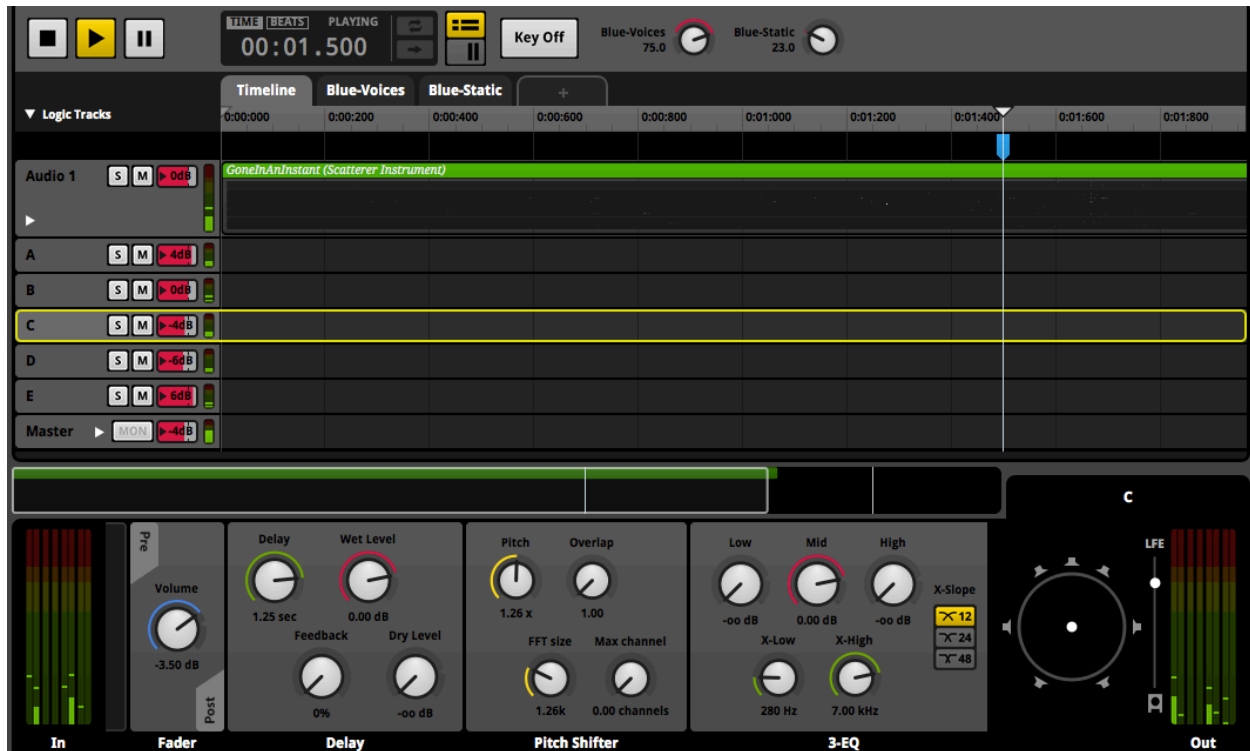 TIME BEATS PLAYING
00:01.500
Key Off
Blue-Voices
75.0
Blue-Static
23.0
Timeline Blue-Voices Blue-Static +
▼ Logic Tracks
0:00:000 0:00:200 0:00:400 0:00:600 0:00:800 0:01:000 0:01:200 0:01:400 0:01:600 0:01:800
Audio 1 S M 0dB
GoneInAnInstant (Scatterer Instrument)
A S M 4dB
B S M 0dB
C S M -4dB
D S M -6dB
E S M 6dB
Master MON -4dB
C
Pre
Volume
-3.50 dB
Post
Delay Wet Level
1.25 sec 0.00 dB
Feedback Dry Level
0% -oo dB
Pitch Overlap
1.26 x 1.00
FFT size Max channel
1.26k 0.00 channels
Low Mid High
-oo dB 0.00 dB -oo dB
X-Low X-High
280 Hz 7.00 kHz
X-Slope
12
24
48
LFE
In Fader Delay Pitch Shifter 3-EQ Out